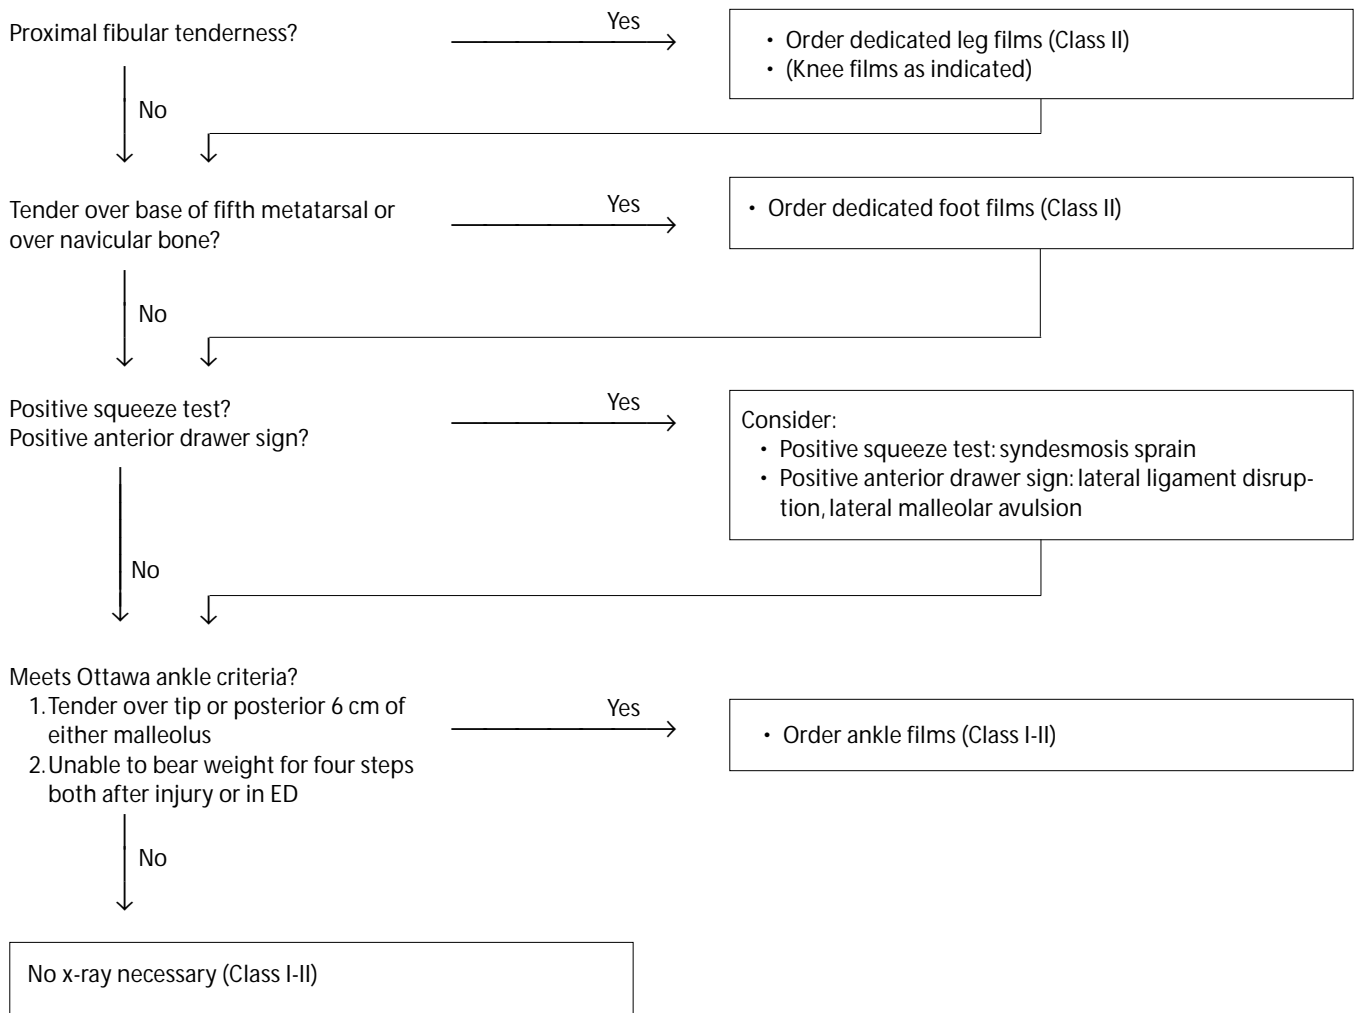 Proximal fibular tenderness?
Yes
• Order dedicated leg films (Class II)
• (Knee films as indicated)
No
Tender over base of fifth metatarsal or
over navicular bone?
Yes
• Order dedicated foot films (Class II)
No
Positive squeeze test?
Positive anterior drawer sign?
Yes
Consider:
• Positive squeeze test: syndesmosis sprain
• Positive anterior drawer sign: lateral ligament disrup-
tion, lateral malleolar avulsion
No
Meets Ottawa ankle criteria?
1. Tender over tip or posterior 6 cm of
either malleolus
2. Unable to bear weight for four steps
both after injury or in ED
Yes
• Order ankle films (Class I-II)
No
No x-ray necessary (Class I-II)